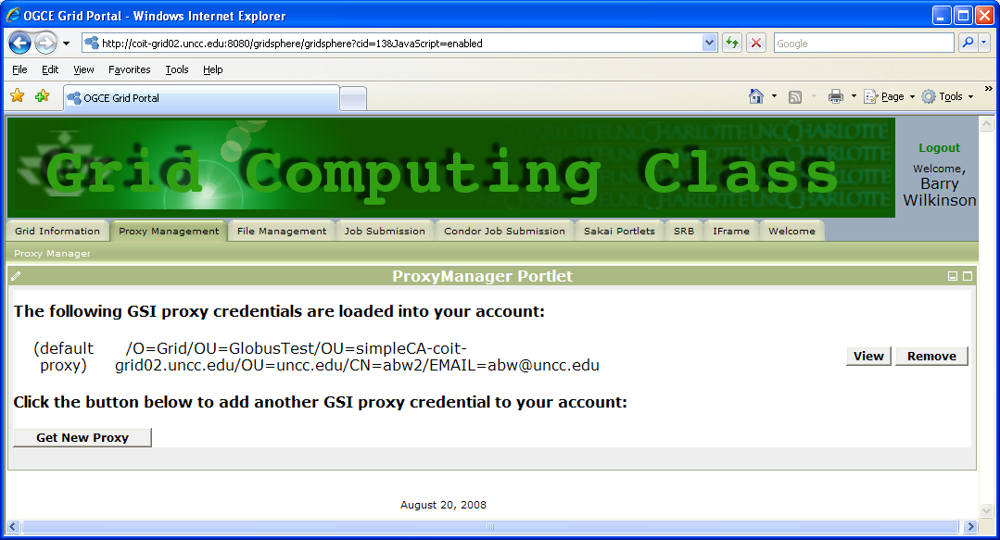 OGCE Grid Portal - Windows Internet Explorer
http://coit-grid02.uncc.edu:8080/gridsphere/gridsphere?cid=13&JavaScript=enabled
Google
File Edit View Favorites Tools Help
OGCE Grid Portal
Page Tools »
UNCCHARLOTTE
Grid Computing Class
Logout
Welcome,
Barry
Wilkinson
Grid Information Proxy Management File Management Job Submission Condor Job Submission Sakai Portlets SRB IFrame Welcome
Proxy Manager
ProxyManager Portlet
The following GSI proxy credentials are loaded into your account:
(default /O=Grid/OU=GlobusTest/OU=simpleCA-coit-
proxy) grid02.uncc.edu/OU=uncc.edu/CN=abw2/EMAIL=abw@uncc.edu
View Remove
Click the button below to add another GSI proxy credential to your account:
Get New Proxy
August 20, 2008